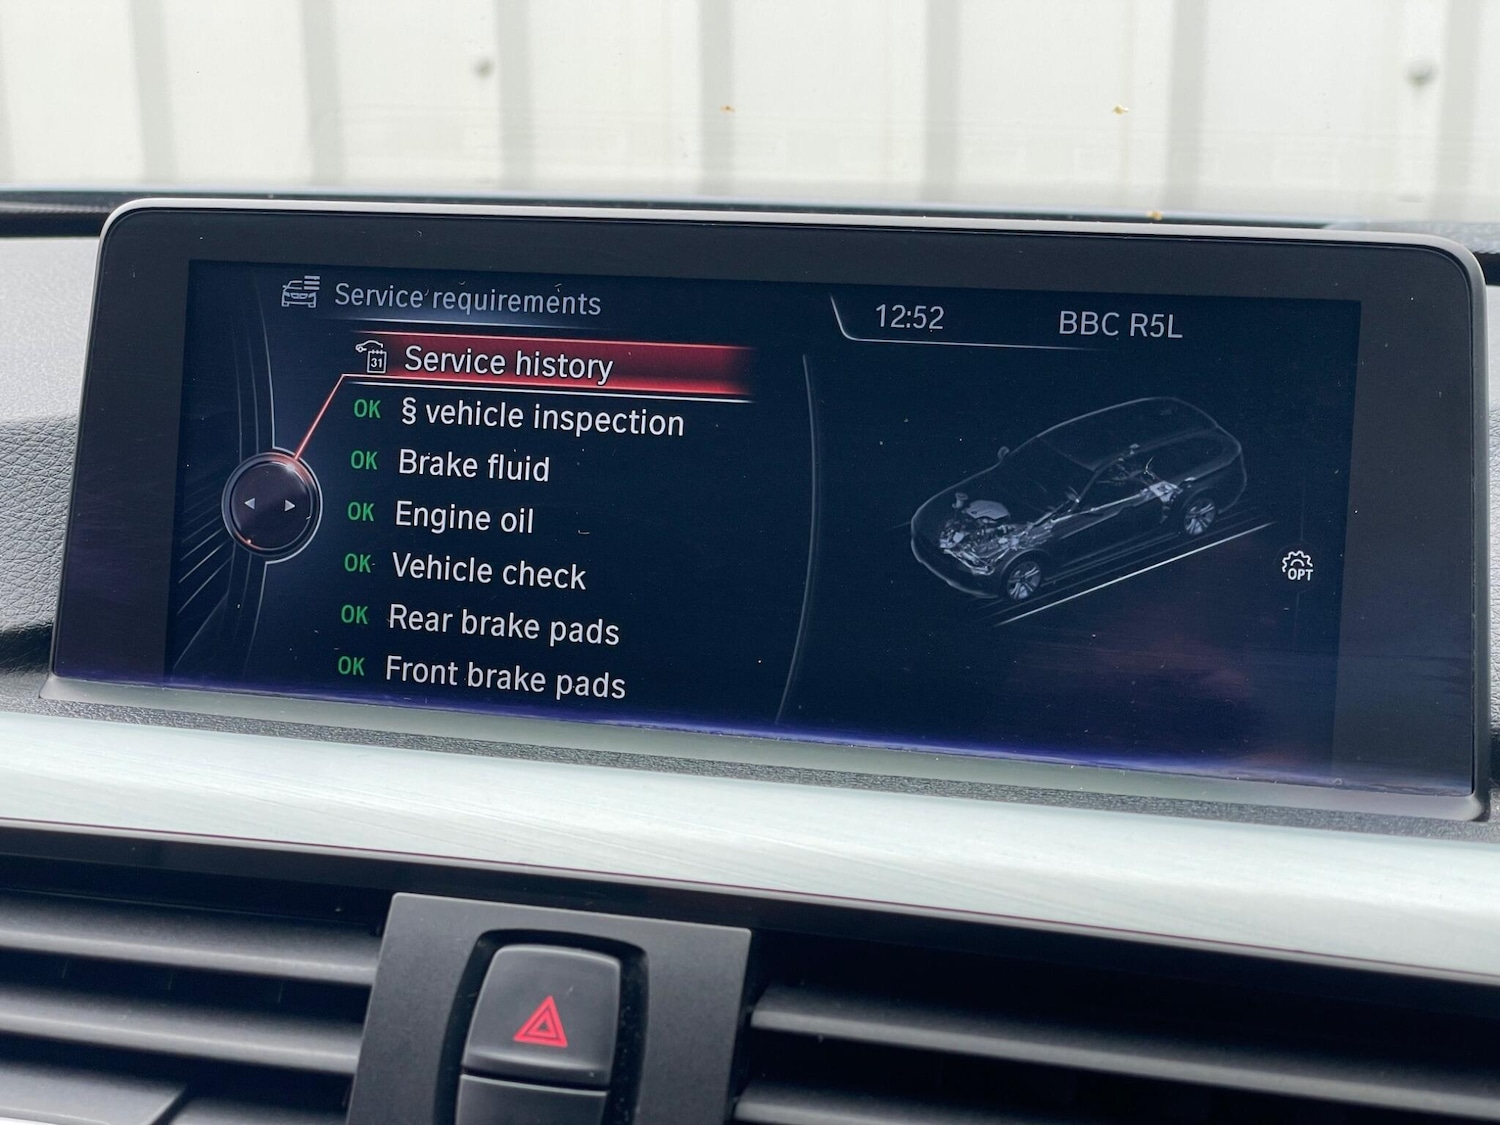 Service requirements
12:52
BBC R5L
31
Service history
OK § vehicle inspection
OK Brake fluid
OK Engine oil
OK Vehicle check
OK Rear brake pads
OK Front brake pads
OPT